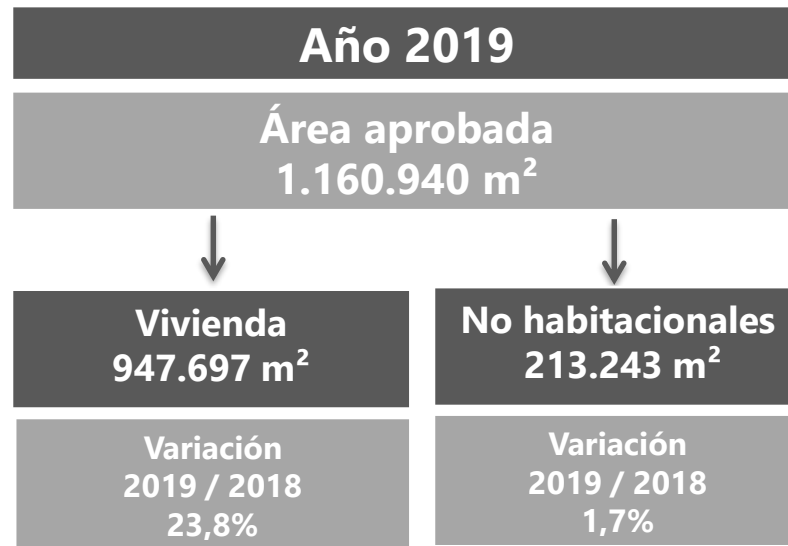 Año 2019
Área aprobada
1.160.940 m²
Vivienda
947.697 m²
No habitacionales
213.243 m²
Variación
2019 / 2018
23,8%
Variación
2019 / 2018
1,7%